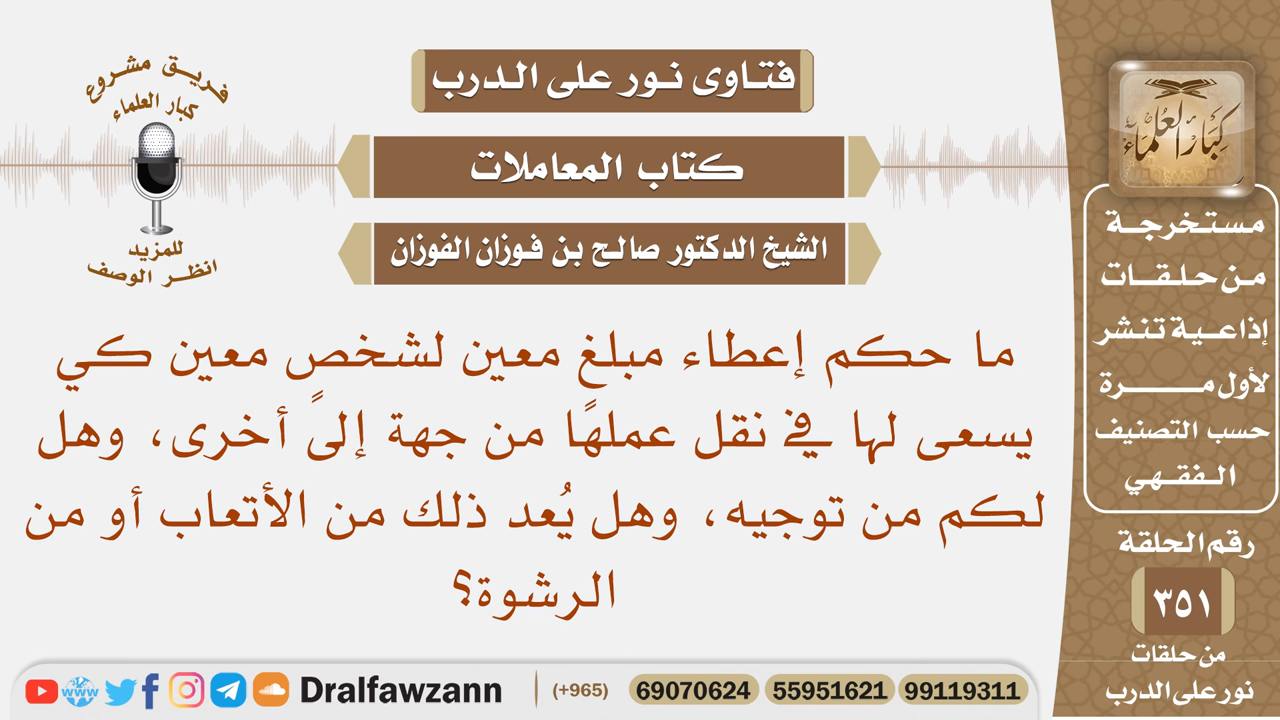 فتاوى نور على الدرب
كتاب المعاملات
الشيخ الدكتور صالح بن فوزان الفوزان
فريق مشروع
كبار العلماء
للمزيد
انظر الوصف
ما حكم إعطاء مبلغ معين لشخصٍ معين كي
يسعى لها في نقل عملهًا من جهة إلىً أخرى، وهل
لكم من توجيه، وهل يُعد ذلك من الأتعاب أو من
الرشوة؟
كبار العلماء
مستخرجة
من حلقات
إذاعية تنشر
لأول مرة
حسب التصنيف
الفقهي
رقم الحلقة
٣٥١
من حلقات
نور على الدرب
www Dralfawzann (+965) 69070624 55951621 99119311